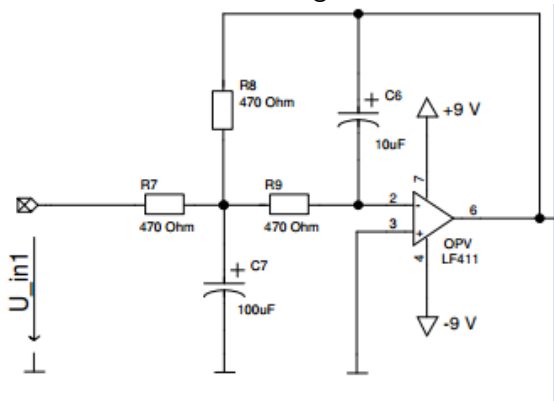 R8
470 Ohm
+ C6
10uF
+9 V
R7
470 Ohm
R9
470 Ohm
2
-
3
+
7
6
4
OPV
LF411
+ C7
100uF
U_in1
-9 V